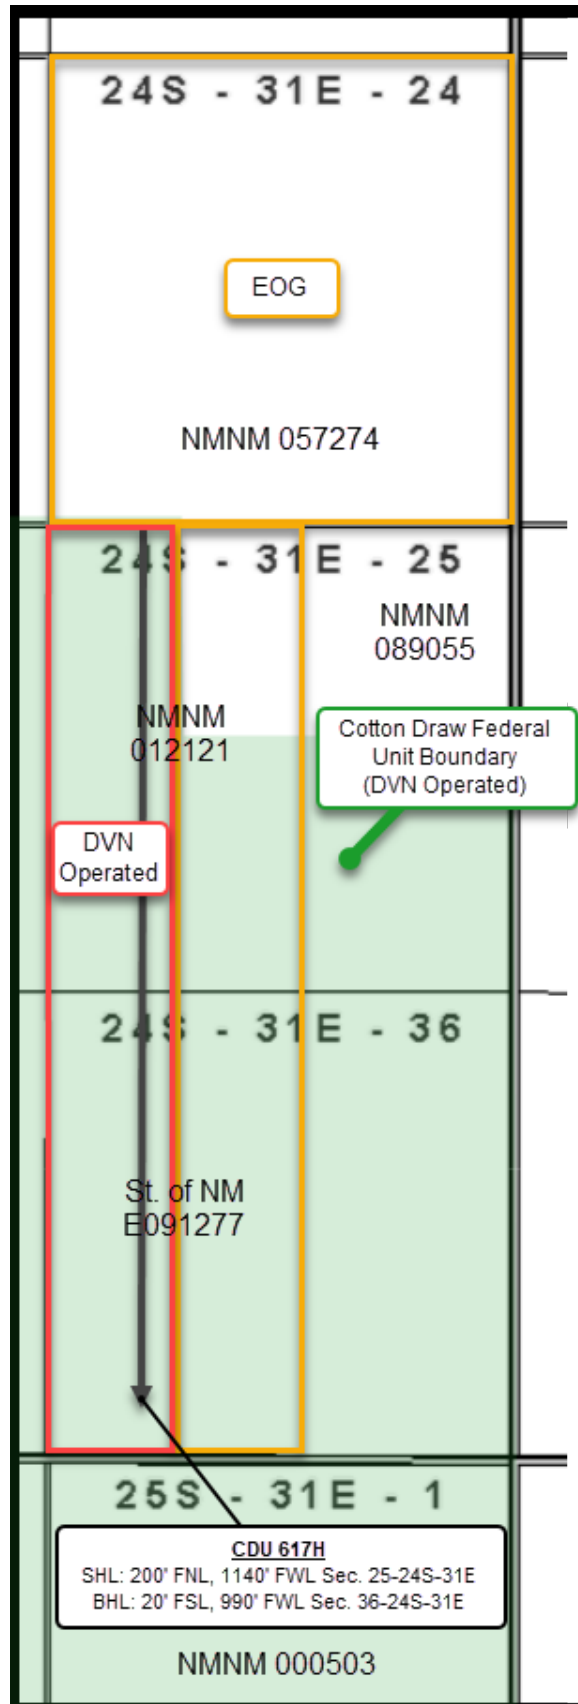 24S - 31E - 24
EOG
NMNM 057274
24S - 31E - 25
NMNM
089055
NMNM
012121
Cotton Draw Federal
Unit Boundary
(DVN Operated)
DVN
Operated
24S - 31E - 36
St. of NM
E091277
25S - 31E - 1
CDU 617H
SHL: 200' FNL, 1140' FWL Sec. 25-24S-31E
BHL: 20' FSL, 990' FWL Sec. 36-24S-31E
NMNM 000503